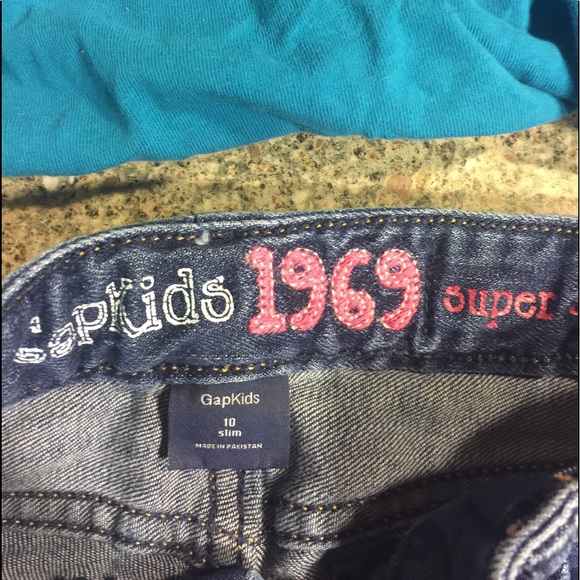 GapKids 1969 super
GapKids
10
slim
MADE IN PAKISTAN